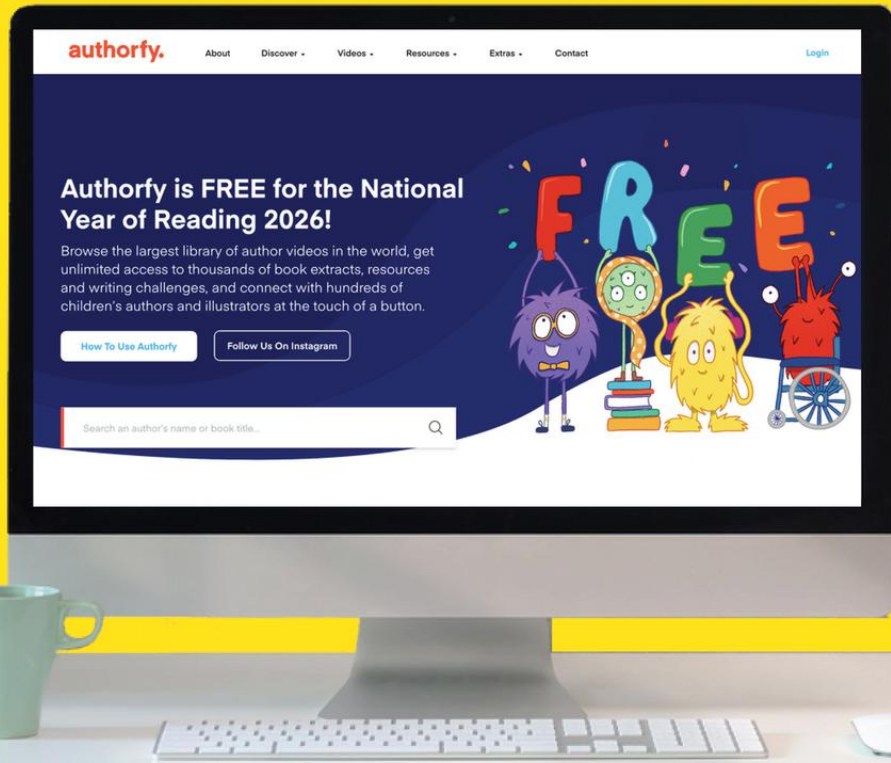 authorfy.
About Discover Videos Resources Extras Contact Login
Authorfy is FREE for the National
Year of Reading 2026!
Browse the largest library of author videos in the world, get
unlimited access to thousands of book extracts, resources
and writing challenges, and connect with hundreds of
children's authors and illustrators at the touch of a button.
How To Use Authorfy Follow Us On Instagram
Search an author's name or book title...
FREE